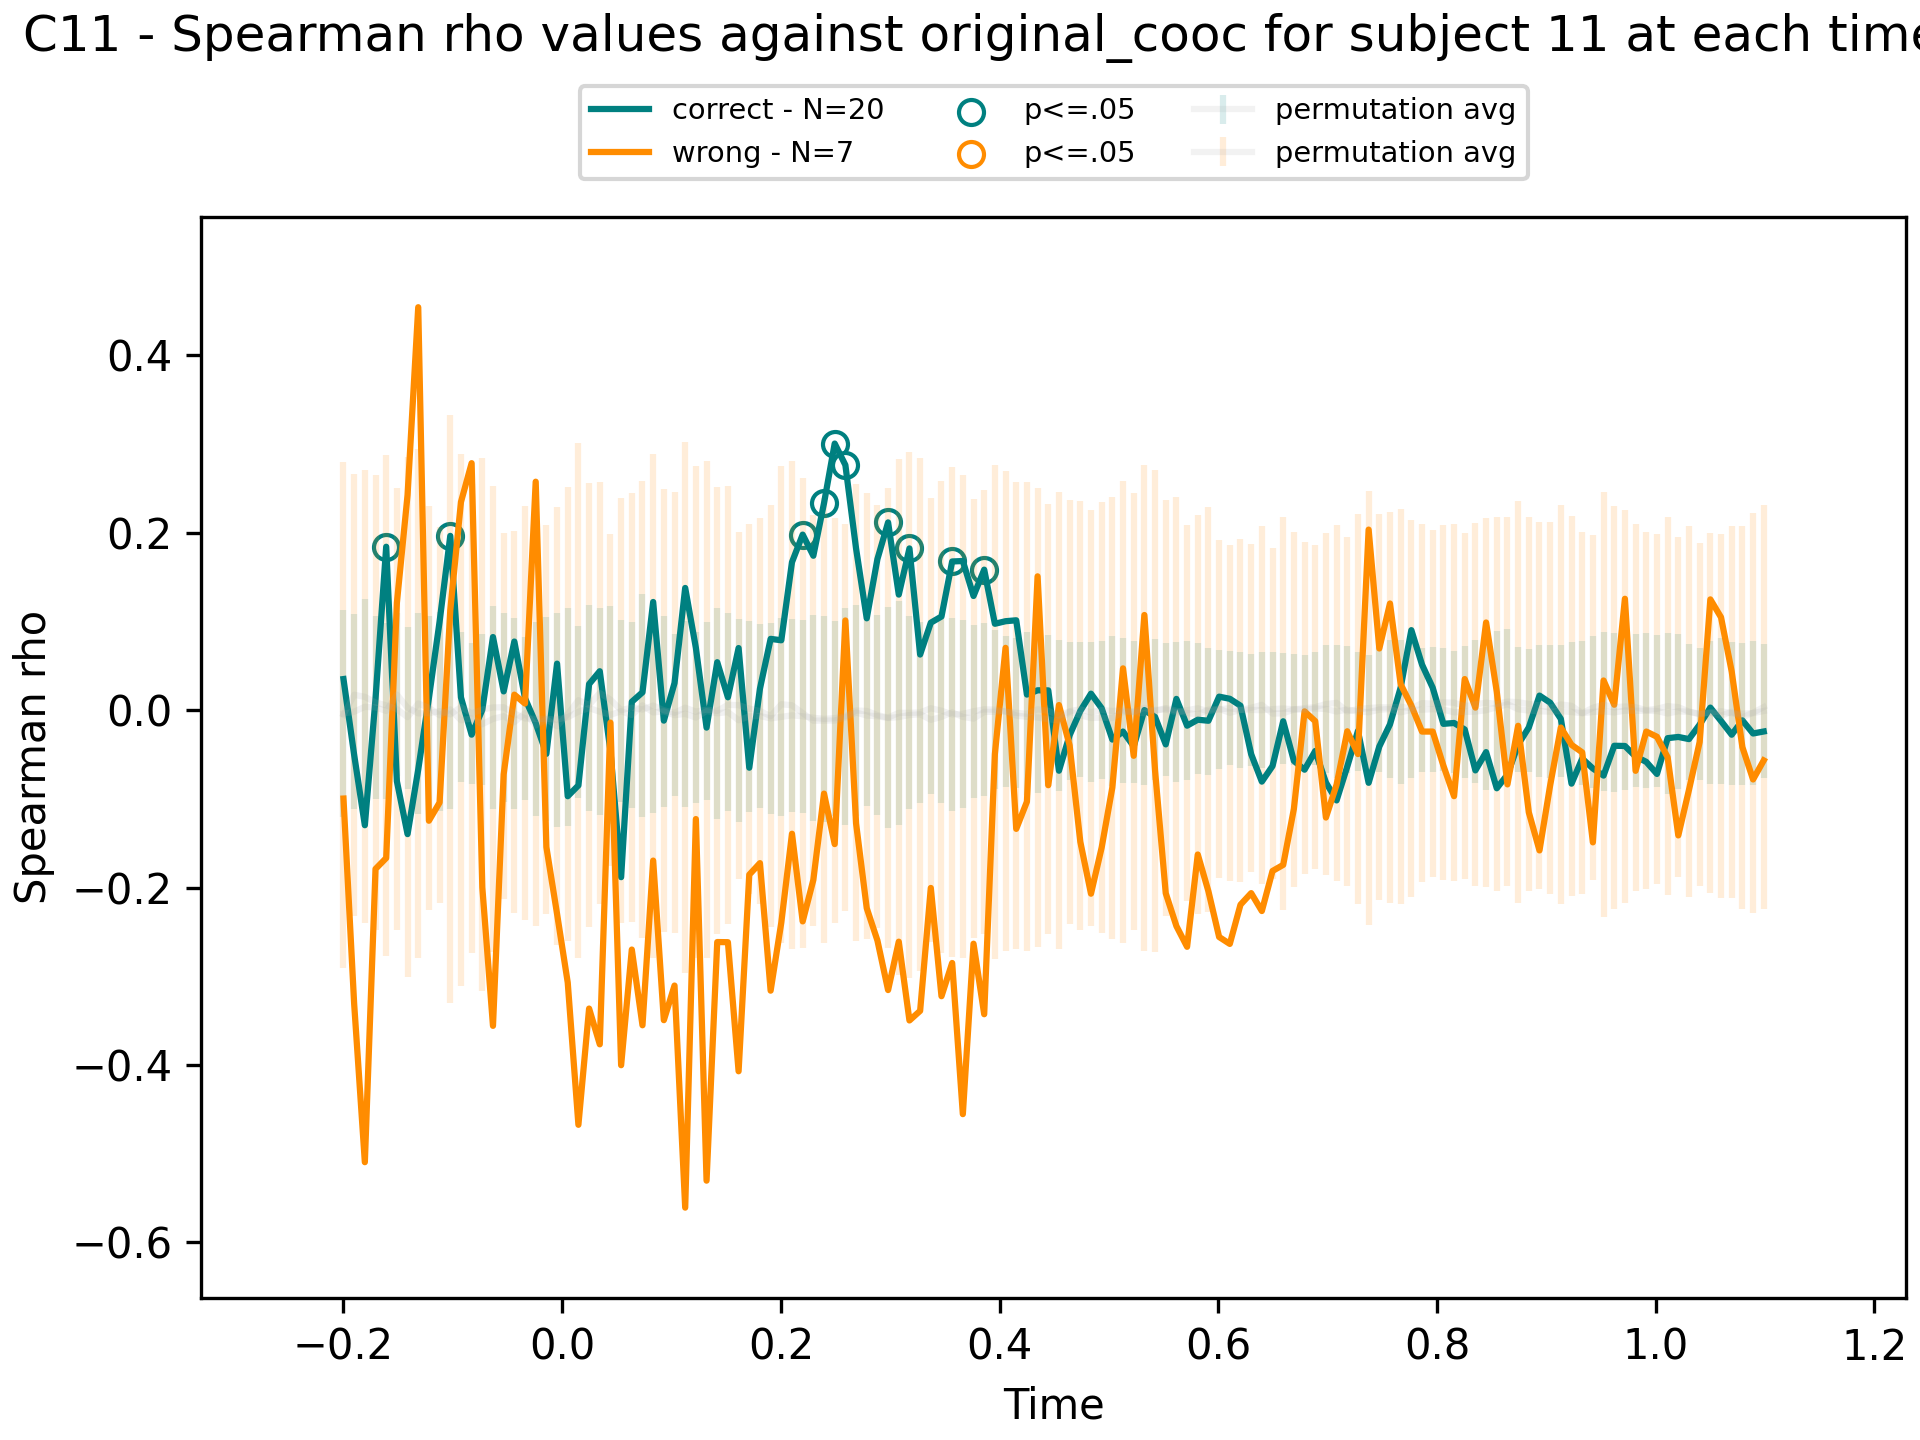 C11 - Spearman rho values against original_cooc for subject 11 at each time
correct - N=20
wrong - N=7
p<=.05
p<=.05
permutation avg
permutation avg
Spearman rho
0.4
0.2
0.0
−0.2
−0.4
−0.6
−0.2
0.0
0.2
0.4
0.6
0.8
1.0
1.2
Time